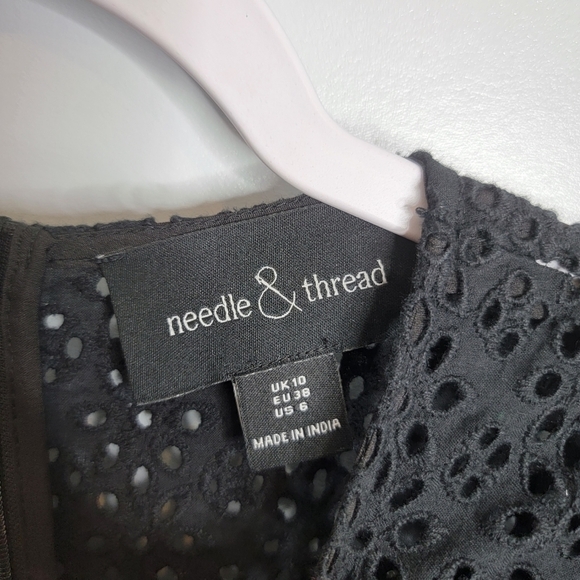 needle & thread
UK 10
EU 38
US 6
MADE IN INDIA